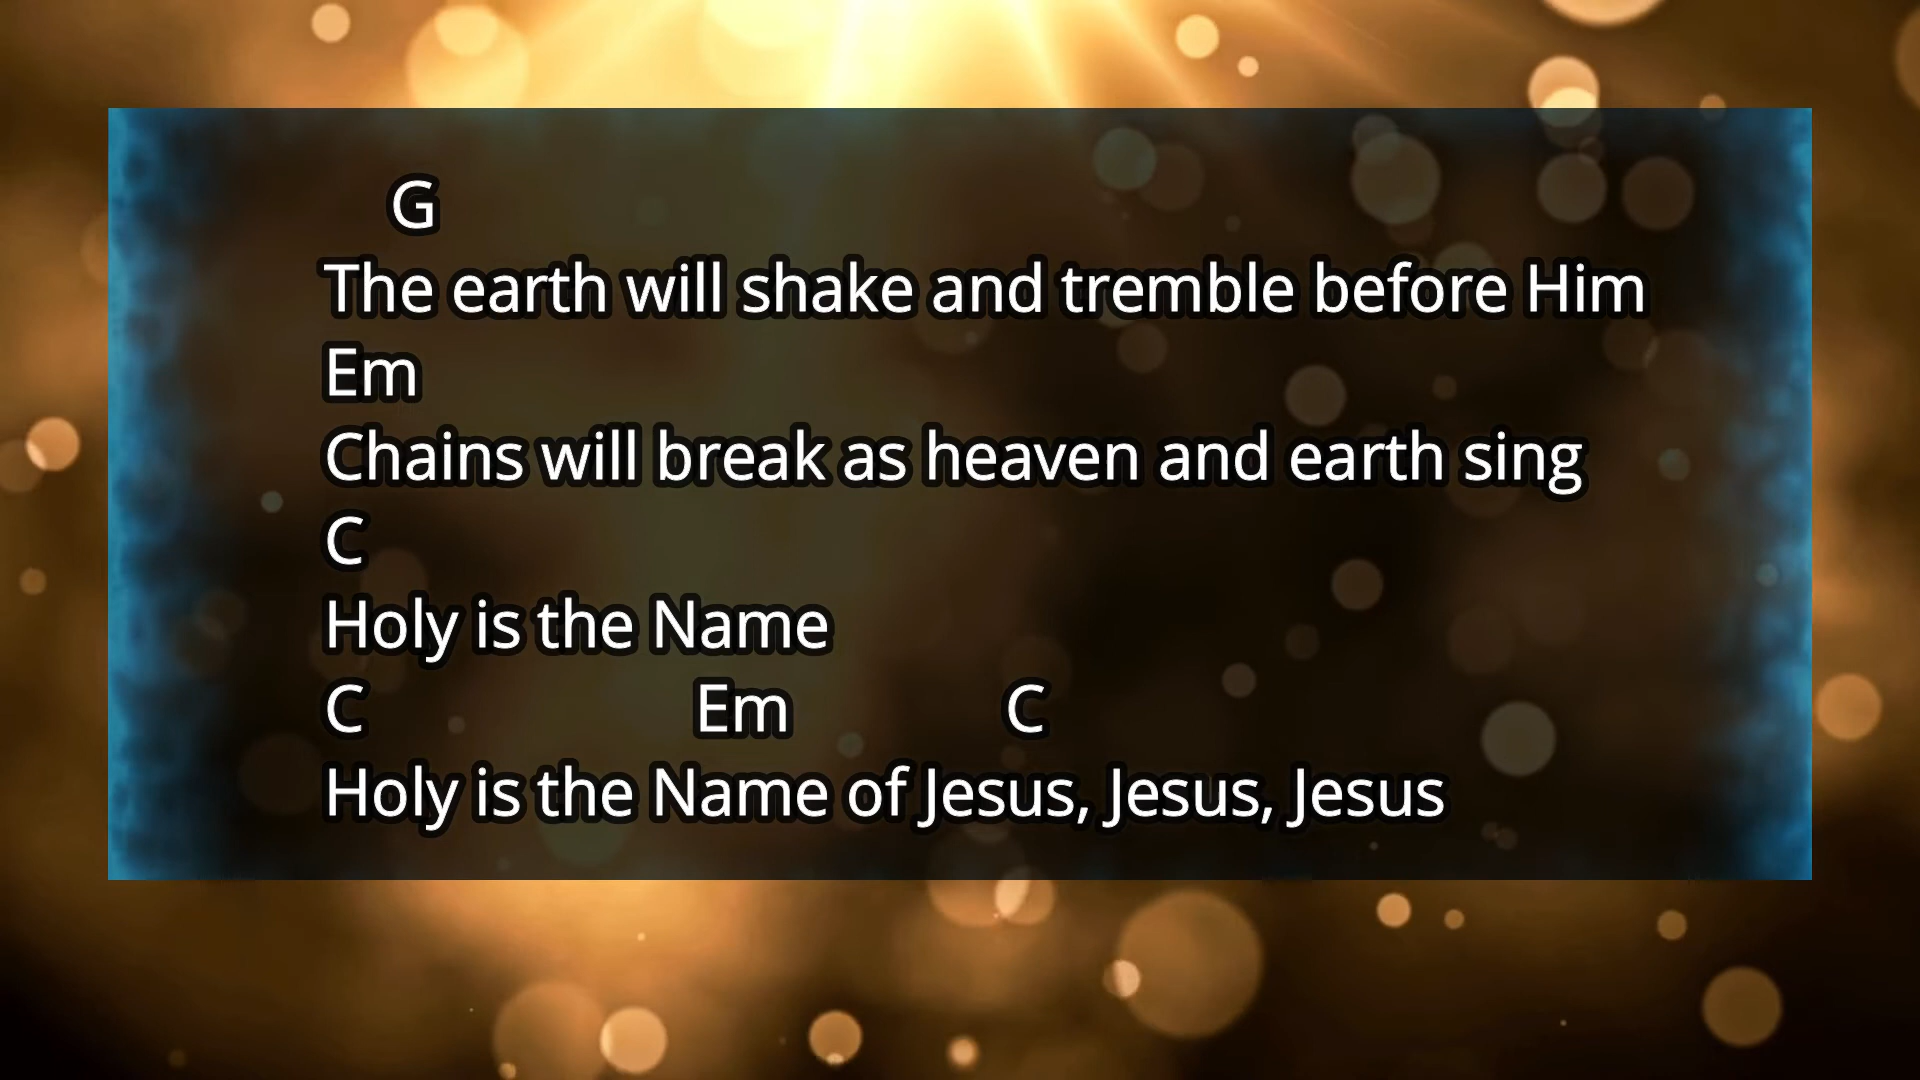 G
The earth will shake and tremble before Him
Em
Chains will break as heaven and earth sing
C
Holy is the Name
C Em C
Holy is the Name of Jesus, Jesus, Jesus